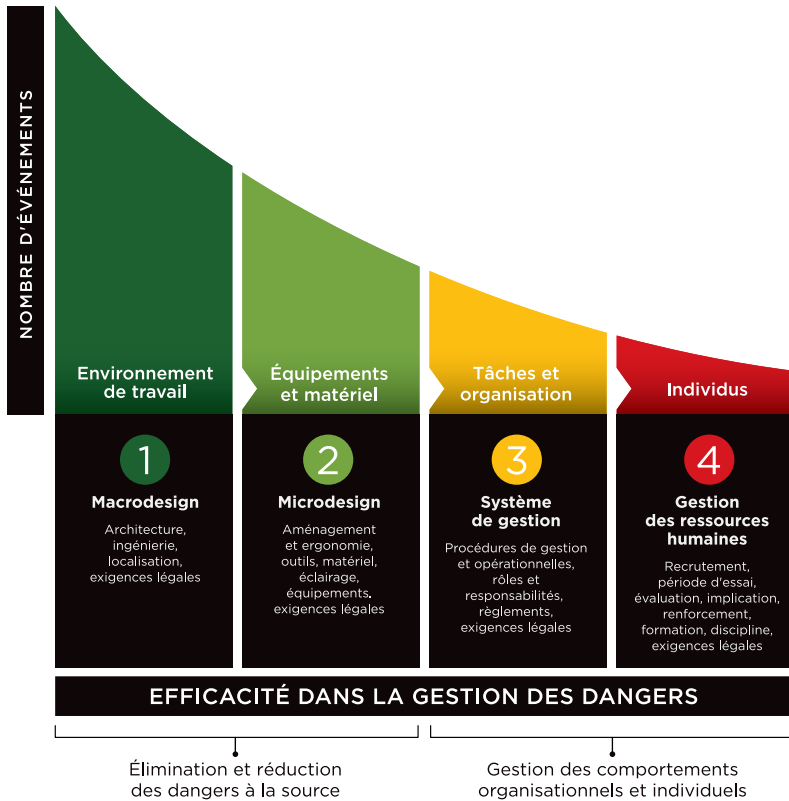 NOMBRE D'ÉVÉNEMENTS
Environnement
de travail
Équipements
et matériel
Tâches et
organisation
Individus
1
Macrodesign
Architecture,
ingénierie,
localisation,
exigences légales
2
Microdesign
Aménagement
et ergonomie,
outils, matériel,
éclairage,
équipements.
exigences légales
3
Système
de gestion
Procédures de gestion
et opérationnelles,
rôles et
responsabilités,
règlements,
exigences légales
4
Gestion
des ressources
humaines
Recrutement,
période d'essai,
évaluation, implication,
renforcement,
formation, discipline,
exigences légales
EFFICACITÉ DANS LA GESTION DES DANGERS
Élimination et réduction
des dangers à la source
Gestion des comportements
organisationnels et individuels